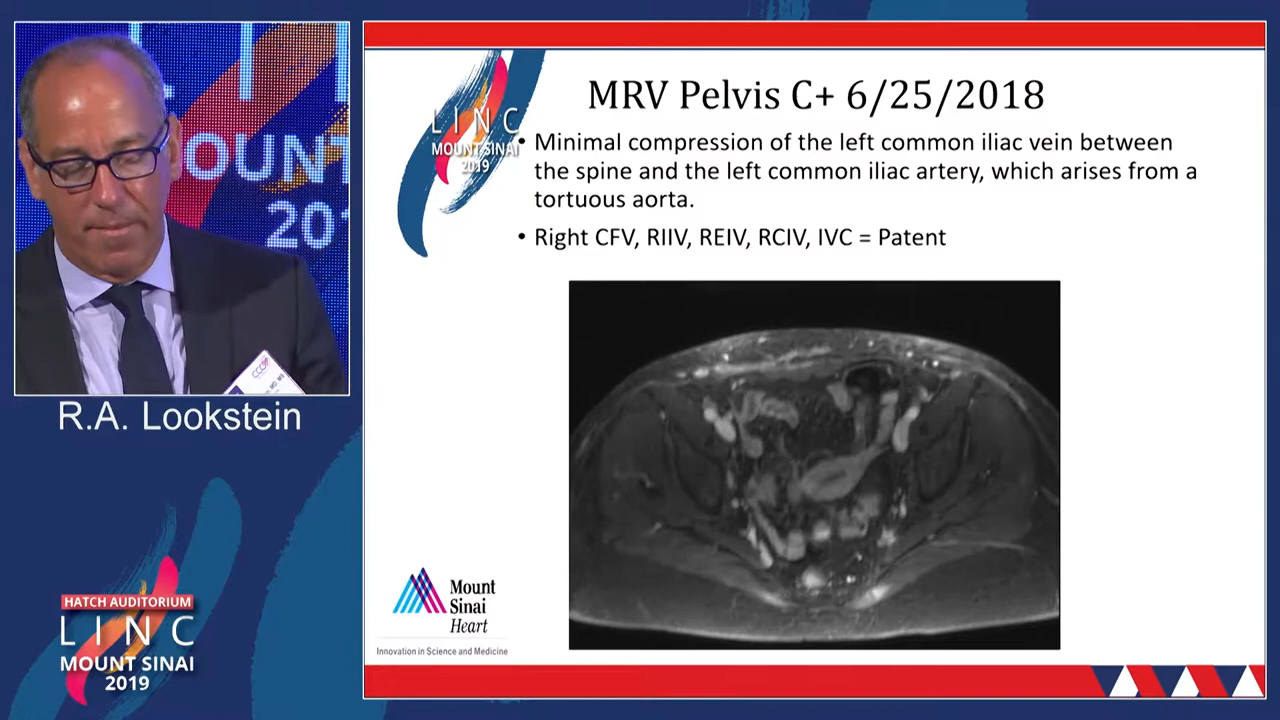 MOUNT
201
R.A. Lookstein
HATCH AUDITORIUM
LINC
MOUNT SINAI
2019
LINC
MOUNT SINAI
2019
MRV Pelvis C+ 6/25/2018
• Minimal compression of the left common iliac vein between
the spine and the left common iliac artery, which arises from a
tortuous aorta.
• Right CFV, RIIV, REIV, RCIV, IVC = Patent
Mount
Sinai
Heart
Innovation in Science and Medicine